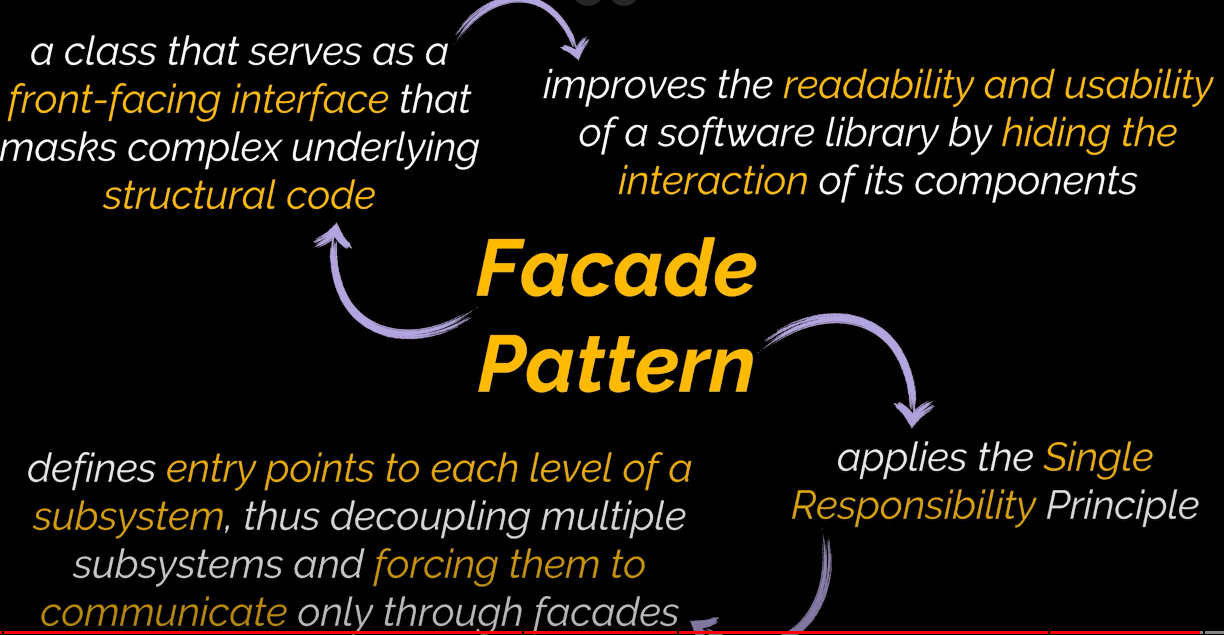 a class that serves as a
front-facing interface that
masks complex underlying
structural code
improves the readability and usability
of a software library by hiding the
interaction of its components
Facade
Pattern
applies the Single
Responsibility Principle
defines entry points to each level of a
subsystem, thus decoupling multiple
subsystems and forcing them to
communicate only through facades